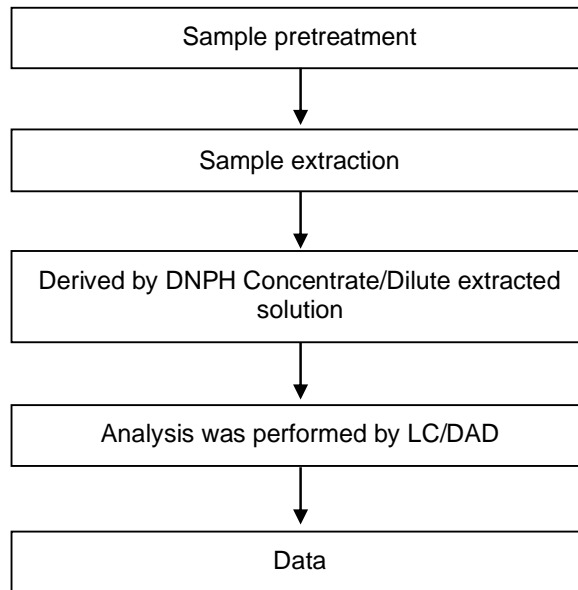 Sample pretreatment
Sample extraction
Derived by DNPH Concentrate/Dilute extracted
solution
Analysis was performed by LC/DAD
Data